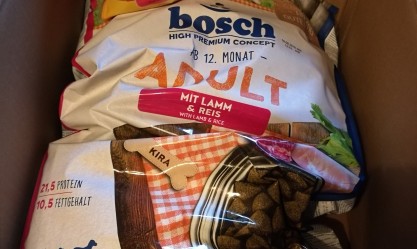 bosch
HIGH PREMIUM CONCEPT
AB 12. MONAT
ADULT
MIT LAMM
& REIS
WITH LAMB & RICE
KIRA
21,5 PROTEIN
10,5 FETTGEHALT